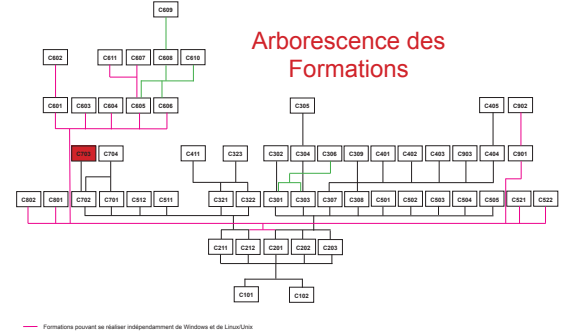 C609
Arborescence des
Formations
C602 C611 C607 C608 C610
C601 C603 C604 C605 C606 C305 C405 C902
C703 C704 C411 C323 C302 C304 C306 C309 C401 C402 C403 C903 C404 C901
C802 C801 C702 C701 C512 C511 C321 C322 C301 C303 C307 C308 C501 C502 C503 C504 C505 C521 C522
C211 C212 C201 C202 C203
C101 C102
Formations pouvant se réaliser indépendamment de Windows et de Linux/Unix